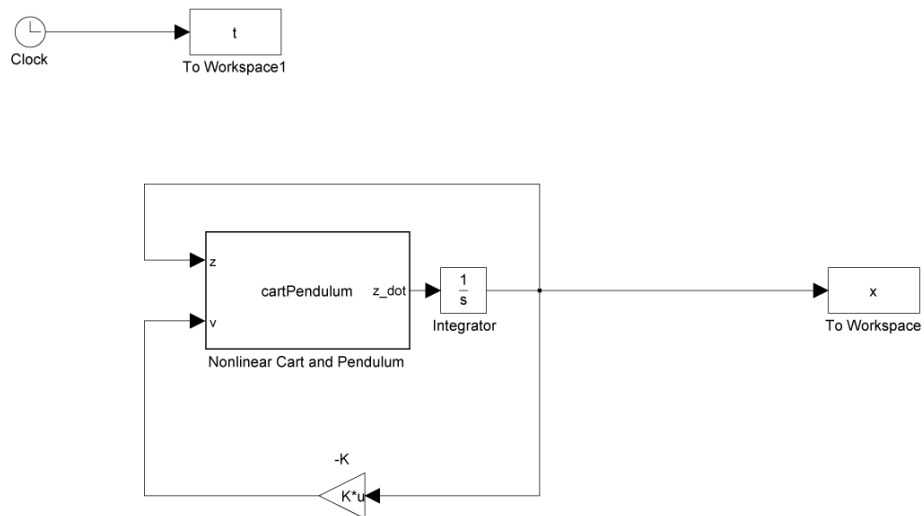 t
Clock
To Workspace1
z
cartPendulum
z_dot
1
s
x
v
Integrator
To Workspace
Nonlinear Cart and Pendulum
-K
K*u